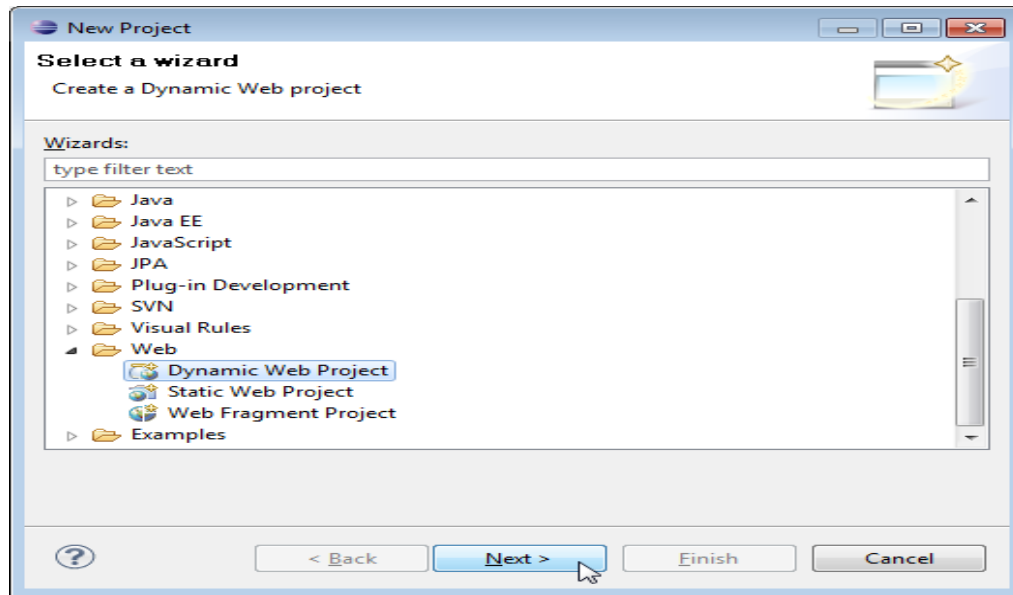 New Project
Select a wizard
Create a Dynamic Web project
Wizards:
type filter text
Java
Java EE
JavaScript
JPA
Plug-in Development
SVN
Visual Rules
Web
Dynamic Web Project
Static Web Project
Web Fragment Project
Examples
? < Back Next > Finish Cancel